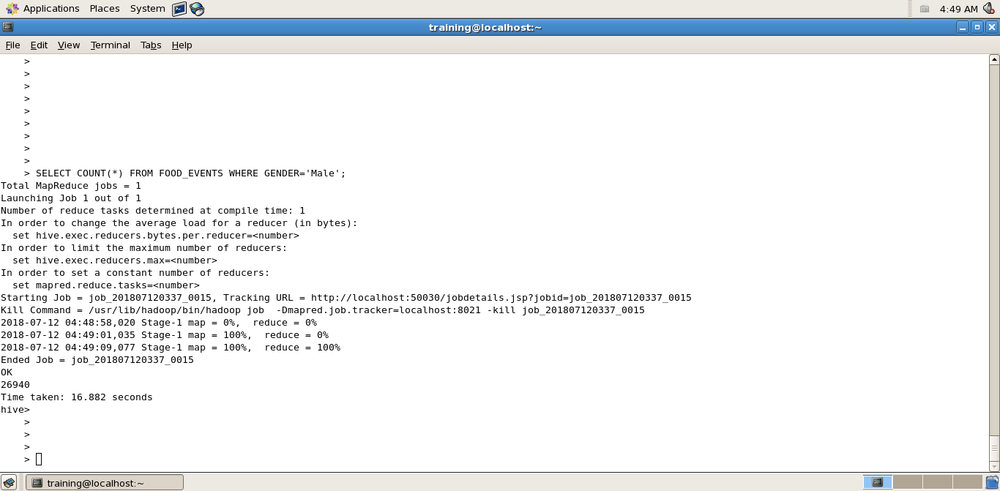 Applications Places System 4:49 AM
training@localhost:~
File Edit View Terminal Tabs Help
>
>
>
>
>
>
>
>
>
> SELECT COUNT(*) FROM FOOD_EVENTS WHERE GENDER='Male';
Total MapReduce jobs = 1
Launching Job 1 out of 1
Number of reduce tasks determined at compile time: 1
In order to change the average load for a reducer (in bytes):
  set hive.exec.reducers.bytes.per.reducer=<number>
In order to limit the maximum number of reducers:
  set hive.exec.reducers.max=<number>
In order to set a constant number of reducers:
  set mapred.reduce.tasks=<number>
Starting Job = job_201807120337_0015, Tracking URL = http://localhost:50030/jobdetails.jsp?jobid=job_201807120337_0015
Kill Command = /usr/lib/hadoop/bin/hadoop job  -Dmapred.job.tracker=localhost:8021 -kill job_201807120337_0015
2018-07-12 04:48:58,020 Stage-1 map = 0%,  reduce = 0%
2018-07-12 04:49:01,035 Stage-1 map = 100%,  reduce = 0%
2018-07-12 04:49:09,077 Stage-1 map = 100%,  reduce = 100%
Ended Job = job_201807120337_0015
OK
26940
Time taken: 16.882 seconds
hive>
>
>
>
>
training@localhost:~